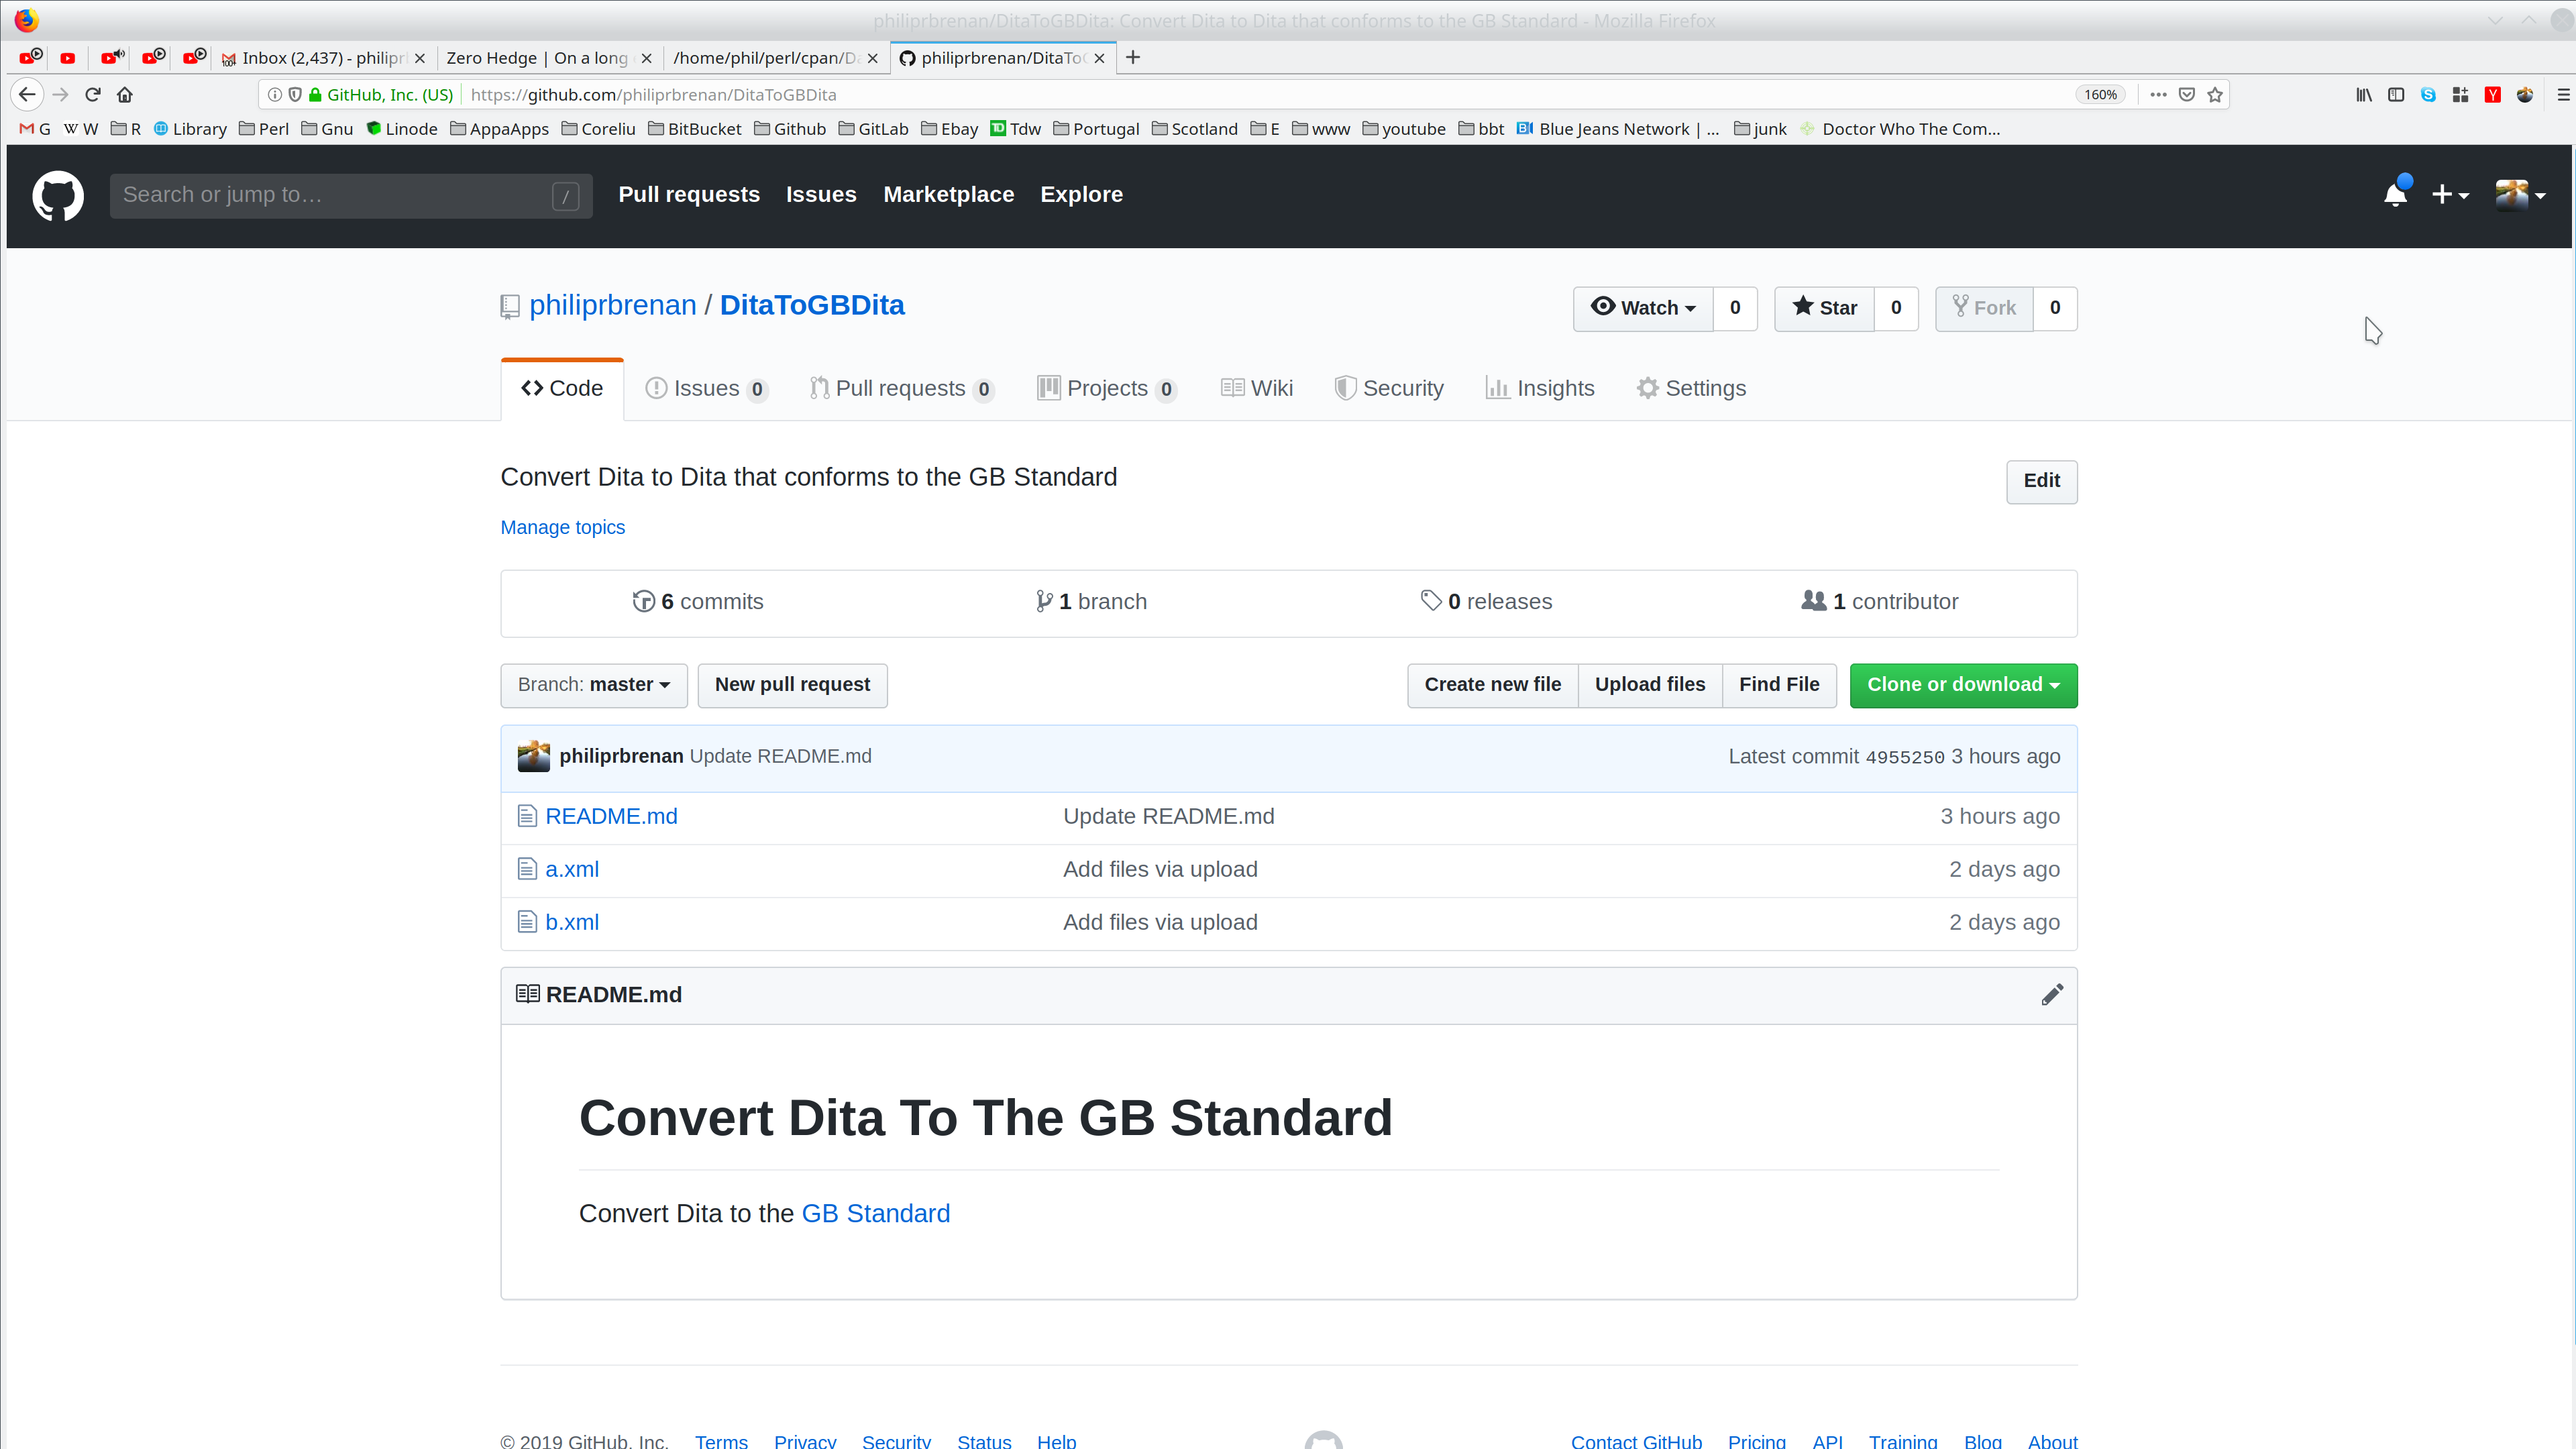 philiprbrenan/DitaToGBDita: Convert Dita to Dita that conforms to the GB Standard - Mozilla Firefox
Inbox (2,437) - philipr Zero Hedge | On a long /home/phil/perl/cpan/Da philiprbrenan/DitaToG
GitHub, Inc. (US) https://github.com/philiprbrenan/DitaToGBDita 160%
G W W R Library Perl Gnu Linode AppaApps Coreliu BitBucket Github GitLab Ebay TD Tdw Portugal Scotland E www youtube bbt Blue Jeans Network | ... junk Doctor Who The Com...
Search or jump to… / Pull requests Issues Marketplace Explore
philiprbrenan / DitaToGBDita Watch 0 Star 0 Fork 0
Code Issues 0 Pull requests 0 Projects 0 Wiki Security Insights Settings
Convert Dita to Dita that conforms to the GB Standard Edit
Manage topics
6 commits 1 branch 0 releases 1 contributor
Branch: master New pull request Create new file Upload files Find File Clone or download
philiprbrenan Update README.md Latest commit 4955250 3 hours ago
README.md Update README.md 3 hours ago
a.xml Add files via upload 2 days ago
b.xml Add files via upload 2 days ago
README.md
Convert Dita To The GB Standard
Convert Dita to the GB Standard
© 2019 GitHub, Inc. Terms Privacy Security Status Help Contact GitHub Pricing API Training Blog About